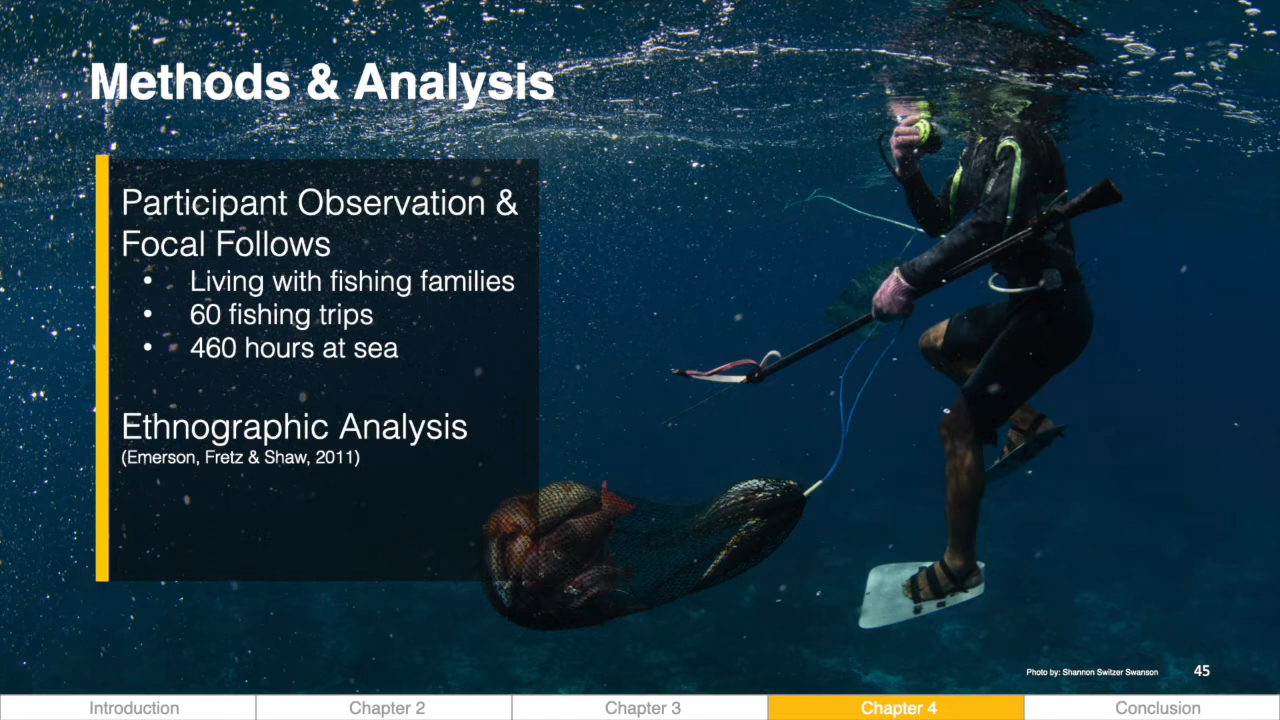 Methods & Analysis
Participant Observation &
Focal Follows
• Living with fishing families
• 60 fishing trips
• 460 hours at sea
Ethnographic Analysis
(Emerson, Fretz & Shaw, 2011)
Photo by: Shannon Switzer Swanson
45
Introduction
Chapter 2
Chapter 3
Chapter 4
Conclusion